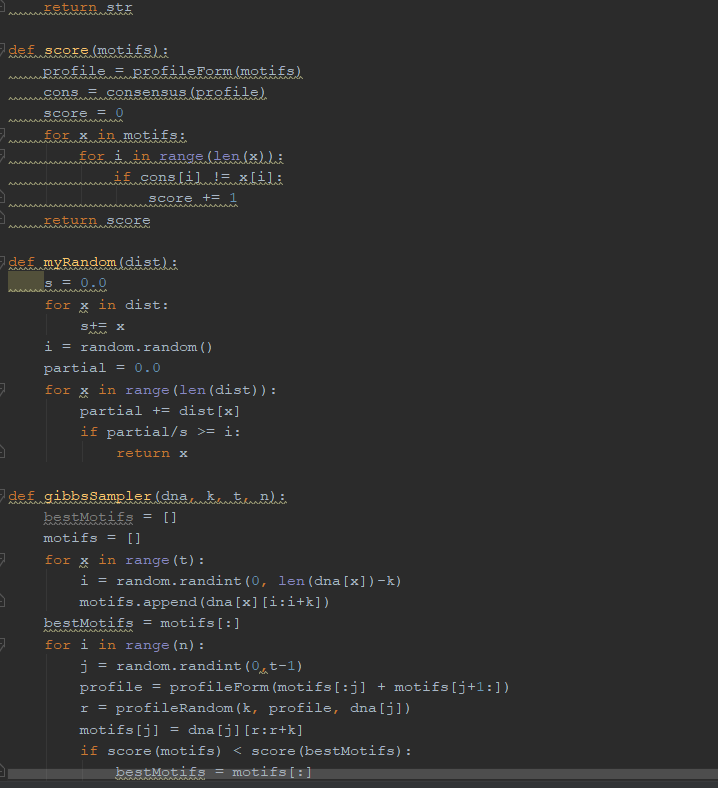 return str

def score(motifs):
    profile = profileForm(motifs)
    cons = consensus(profile)
    score = 0
    for x in motifs:
        for i in range(len(x)):
            if cons[i] != x[i]:
                score += 1
    return score

def myRandom(dist):
    s = 0.0
    for x in dist:
        s+= x
    i = random.random()
    partial = 0.0
    for x in range(len(dist)):
        partial += dist[x]
        if partial/s >= i:
            return x

def gibbsSampler(dna, k, t, n):
    bestMotifs = []
    motifs = []
    for x in range(t):
        i = random.randint(0, len(dna[x])-k)
        motifs.append(dna[x][i:i+k])
    bestMotifs = motifs[:]
    for i in range(n):
        j = random.randint(0,t-1)
        profile = profileForm(motifs[:j] + motifs[j+1:])
        r = profileRandom(k, profile, dna[j])
        motifs[j] = dna[j][r:r+k]
        if score(motifs) < score(bestMotifs):
            bestMotifs = motifs[:]